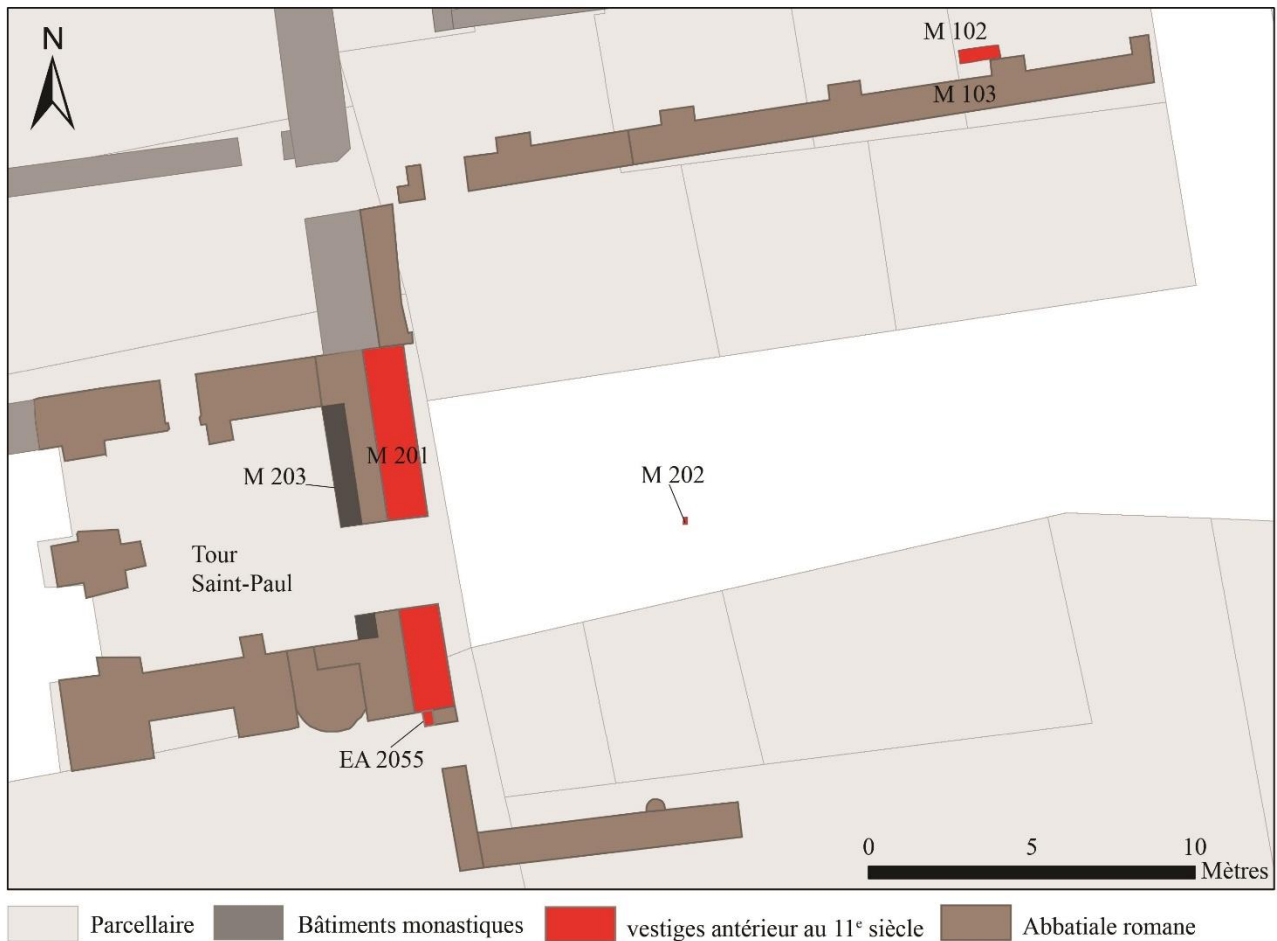 N
M 102
M 103
M 201
M 203
M 202
Tour
Saint-Paul
EA 2055
0 5 10
Mètres
Parcellaire Bâtiments monastiques vestiges antérieur au 11e siècle Abbatiale romane